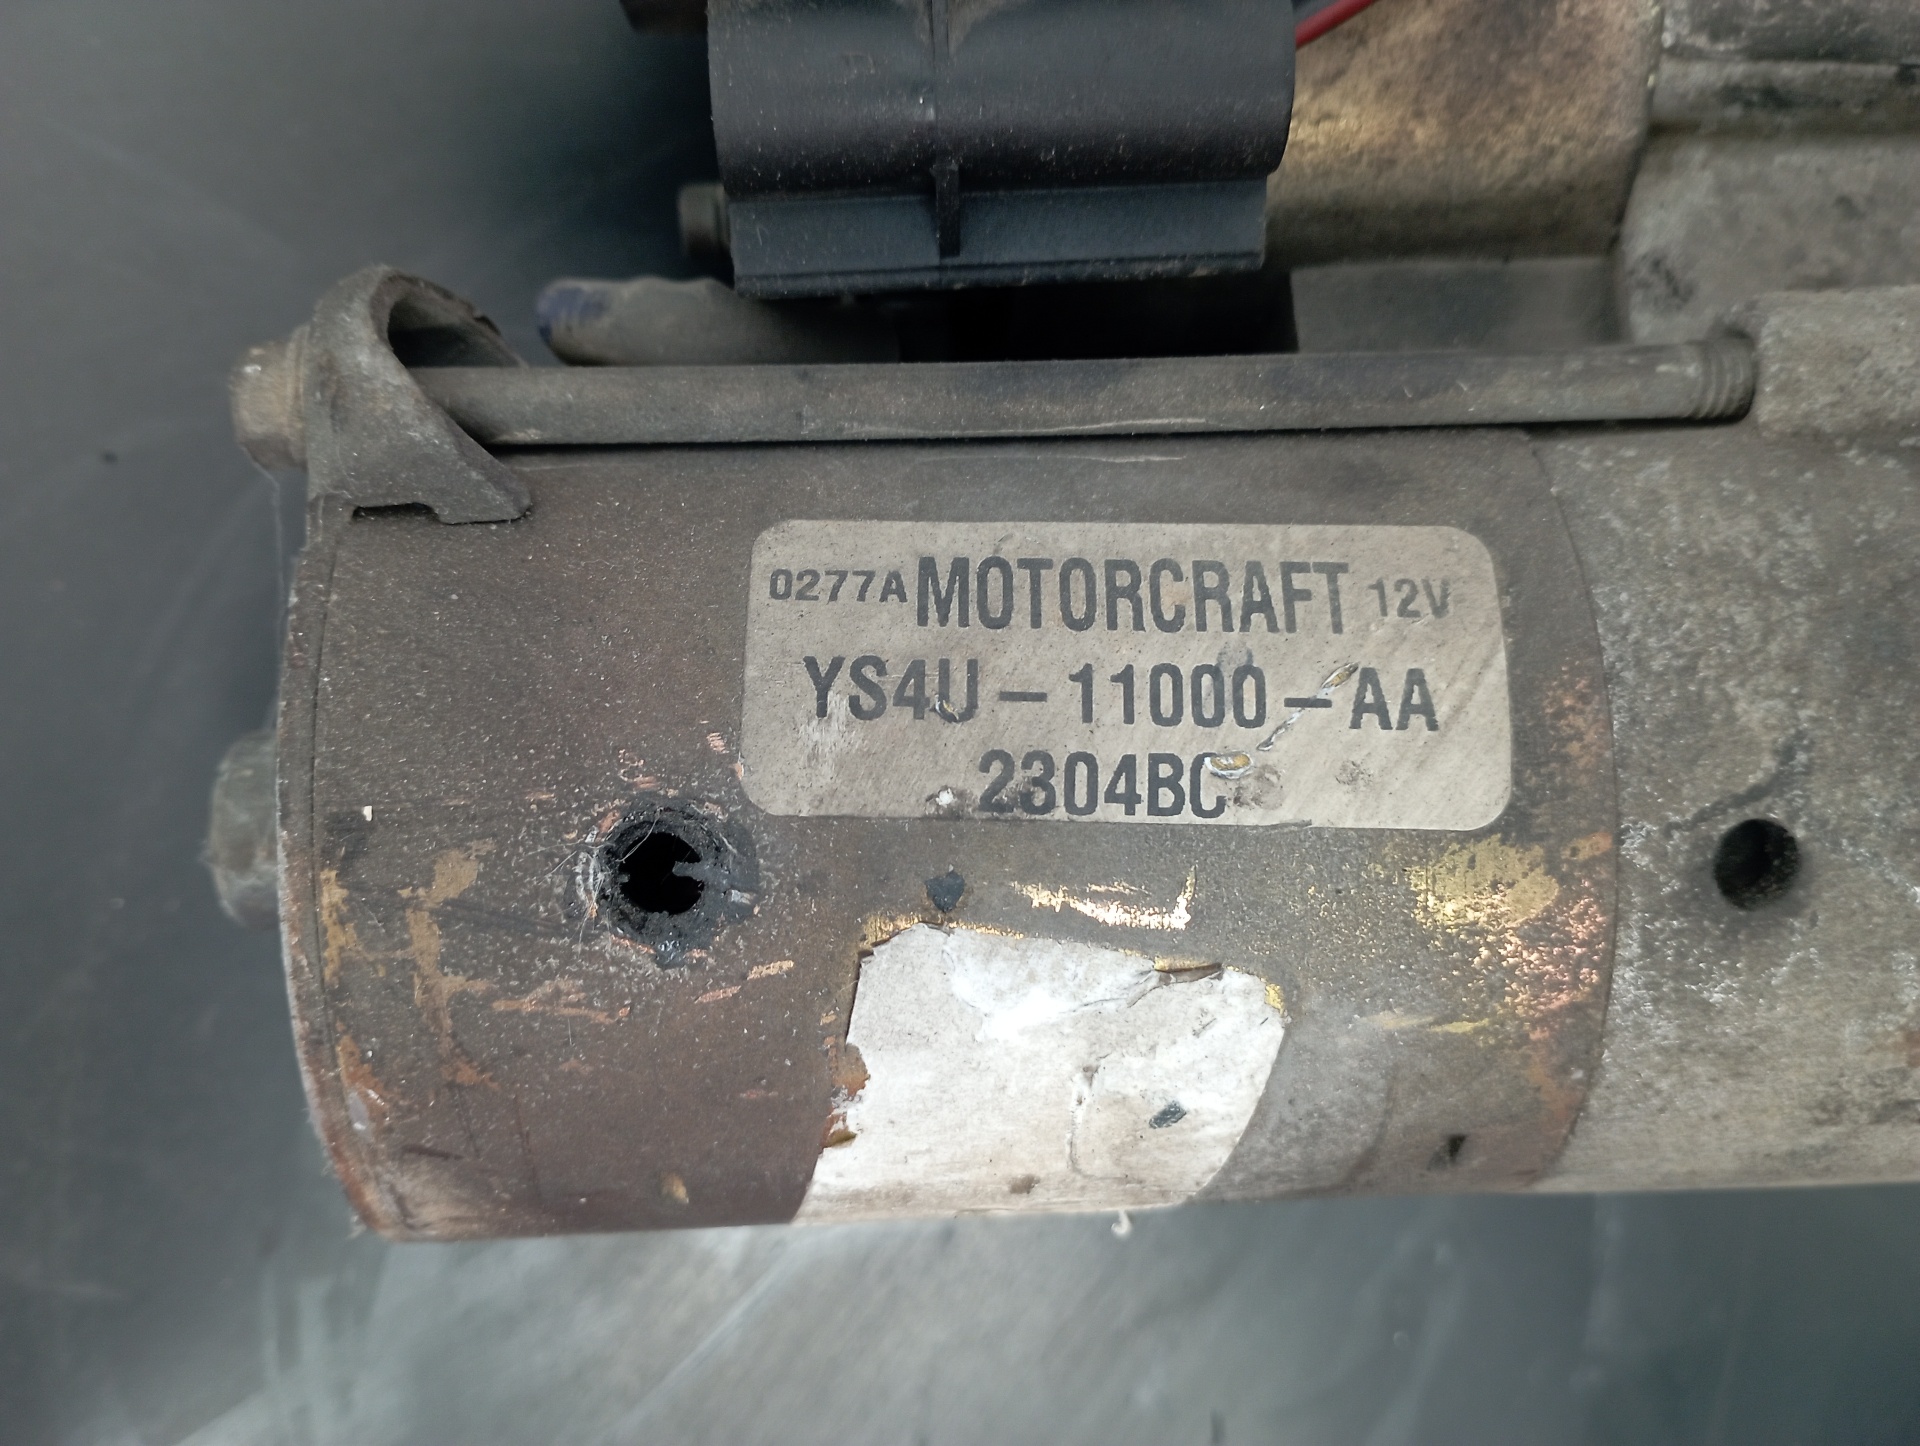 0277A MOTORCRAFT 12V
YS4U-11000-AA
2304BC